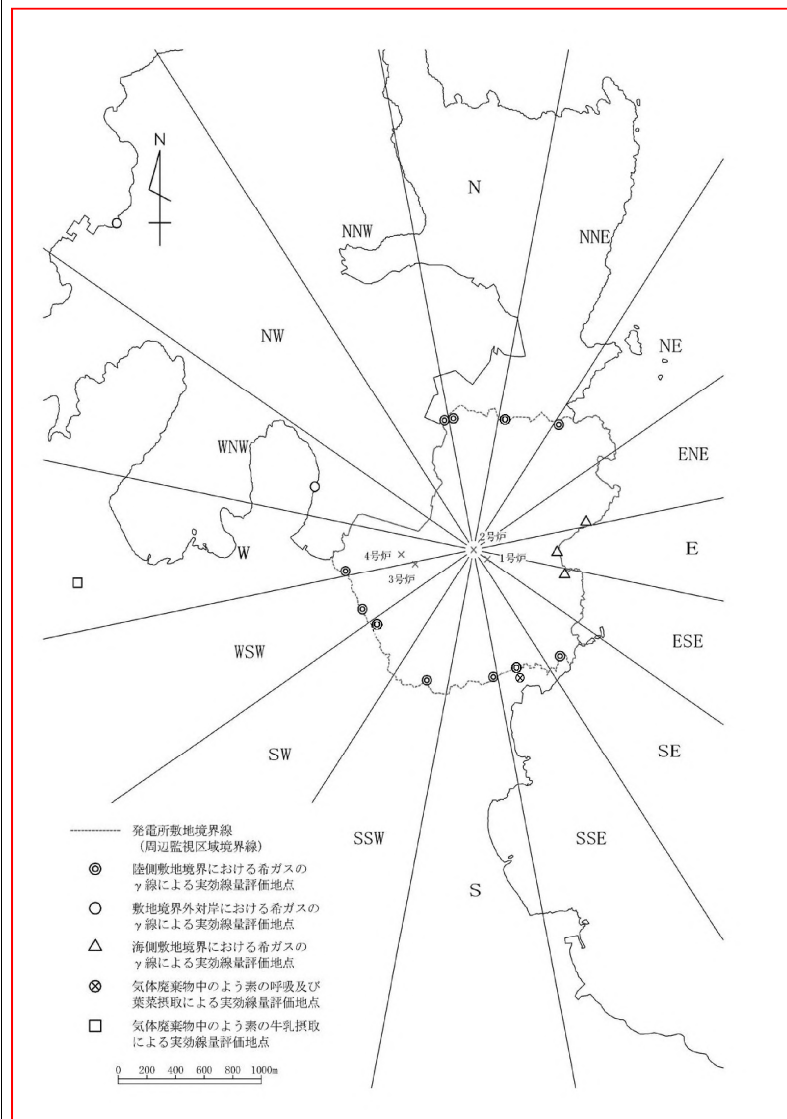 N
N
NNW
NNE
NW
NE
WNW
ENE
2号炉
W
4号炉
1号炉
E
3号炉
WSW
ESE
SW
SE
SSW
SSE
S
発電所敷地境界線
(周辺監視区域境界線)
陸側敷地境界における希ガスの
γ線による実効線量評価地点
敷地境界外対岸における希ガスの
γ線による実効線量評価地点
海側敷地境界における希ガスの
γ線による実効線量評価地点
気体廃棄物中のよう素の呼吸及び
葉菜摂取による実効線量評価地点
気体廃棄物中のよう素の牛乳摂取
による実効線量評価地点
0 200 400 600 800 1000m